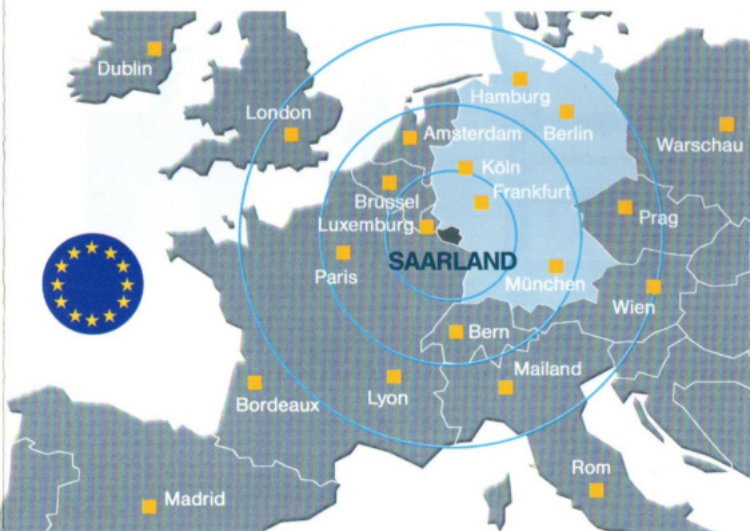 Dublin
Hamburg
London
Amsterdam
Berlin
Warschau
Köln
Brüssel
Frankfurt
Luxemburg
Prag
SAARLAND
Paris
München
Wien
Bern
Mailand
Bordeaux
Lyon
Rom
Madrid